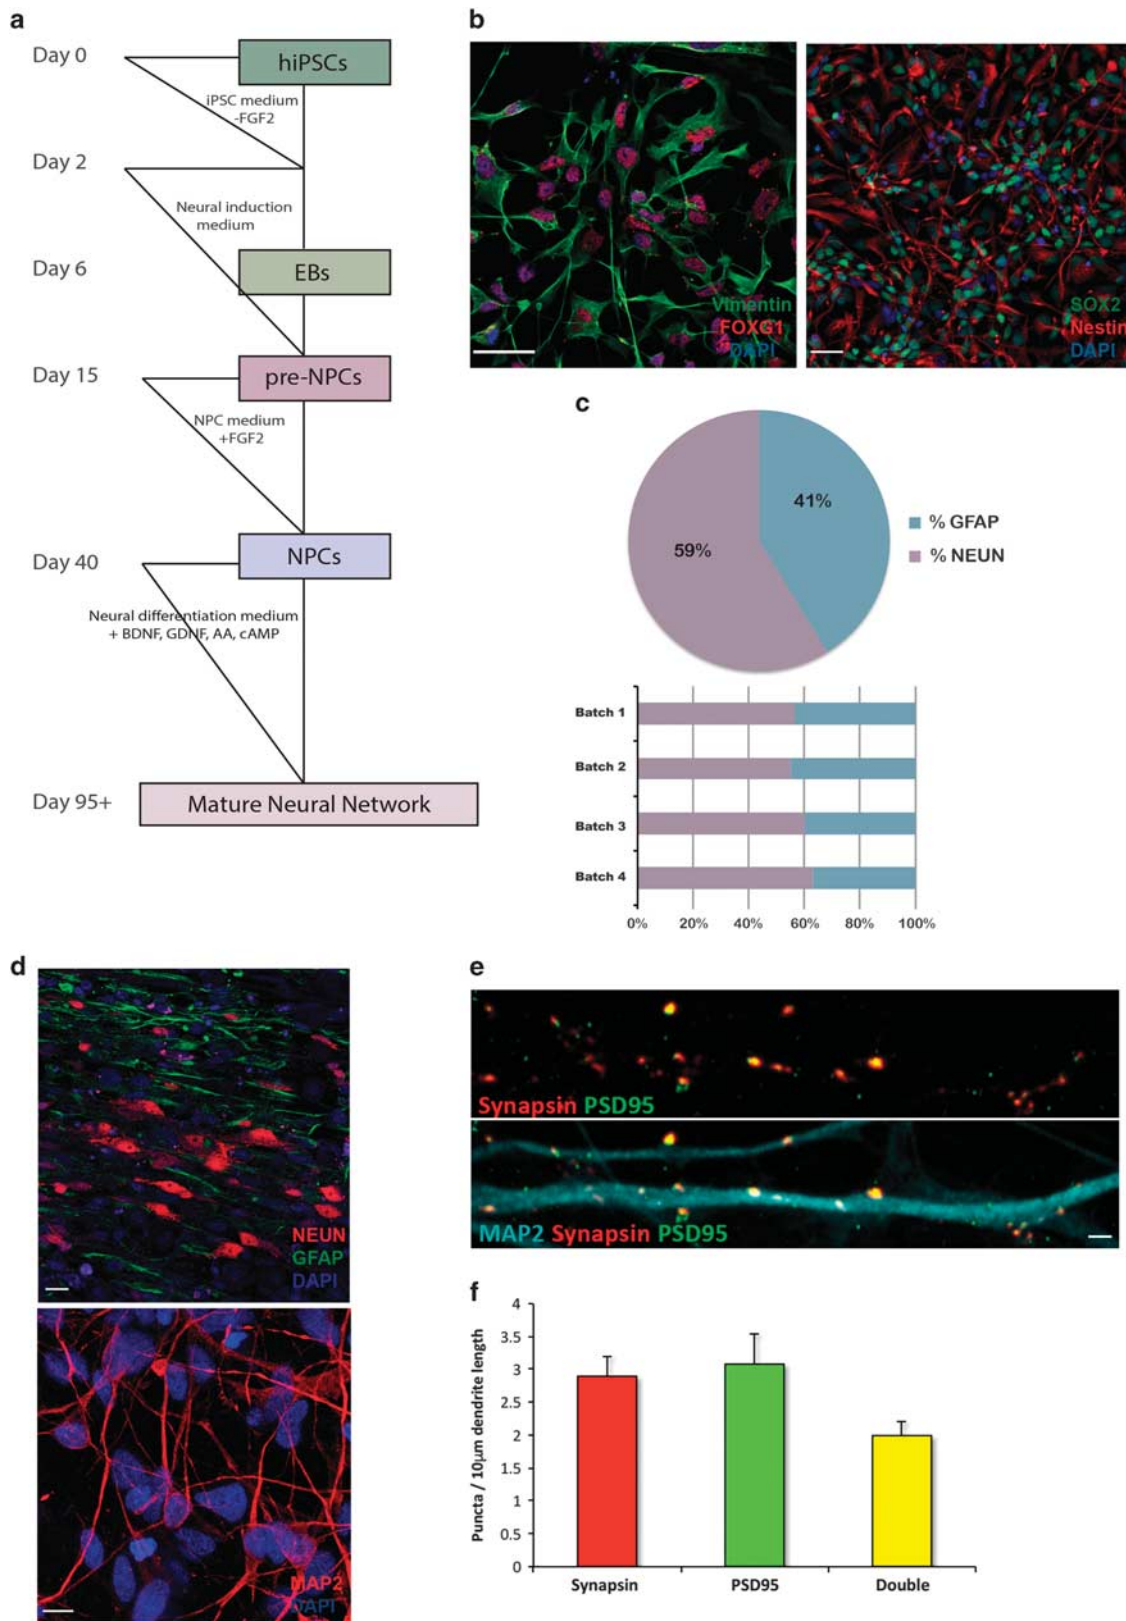 a
Day 0
hiPSCs
iPSC medium
-FGF2
Day 2
Neural induction
medium
Day 6
EBs
Day 15
pre-NPCs
NPC medium
+FGF2
Day 40
NPCs
Neural differentiation medium
+ BDNF, GDNF, AA, cAMP
Day 95+
Mature Neural Network
b
Vimentin
FOXG1
DAPI
SOX2
Nestin
DAPI
c
41%
59%
% GFAP
% NEUN
Batch 1
Batch 2
Batch 3
Batch 4
0% 20% 40% 60% 80% 100%
d
NEUN
GFAP
DAPI
MAP2
DAPI
e
Synapsin PSD95
MAP2 Synapsin PSD95
f
Puncta / 10μm dendrite length
4
3.5
3
2.5
2
1.5
1
0.5
0
Synapsin PSD95 Double